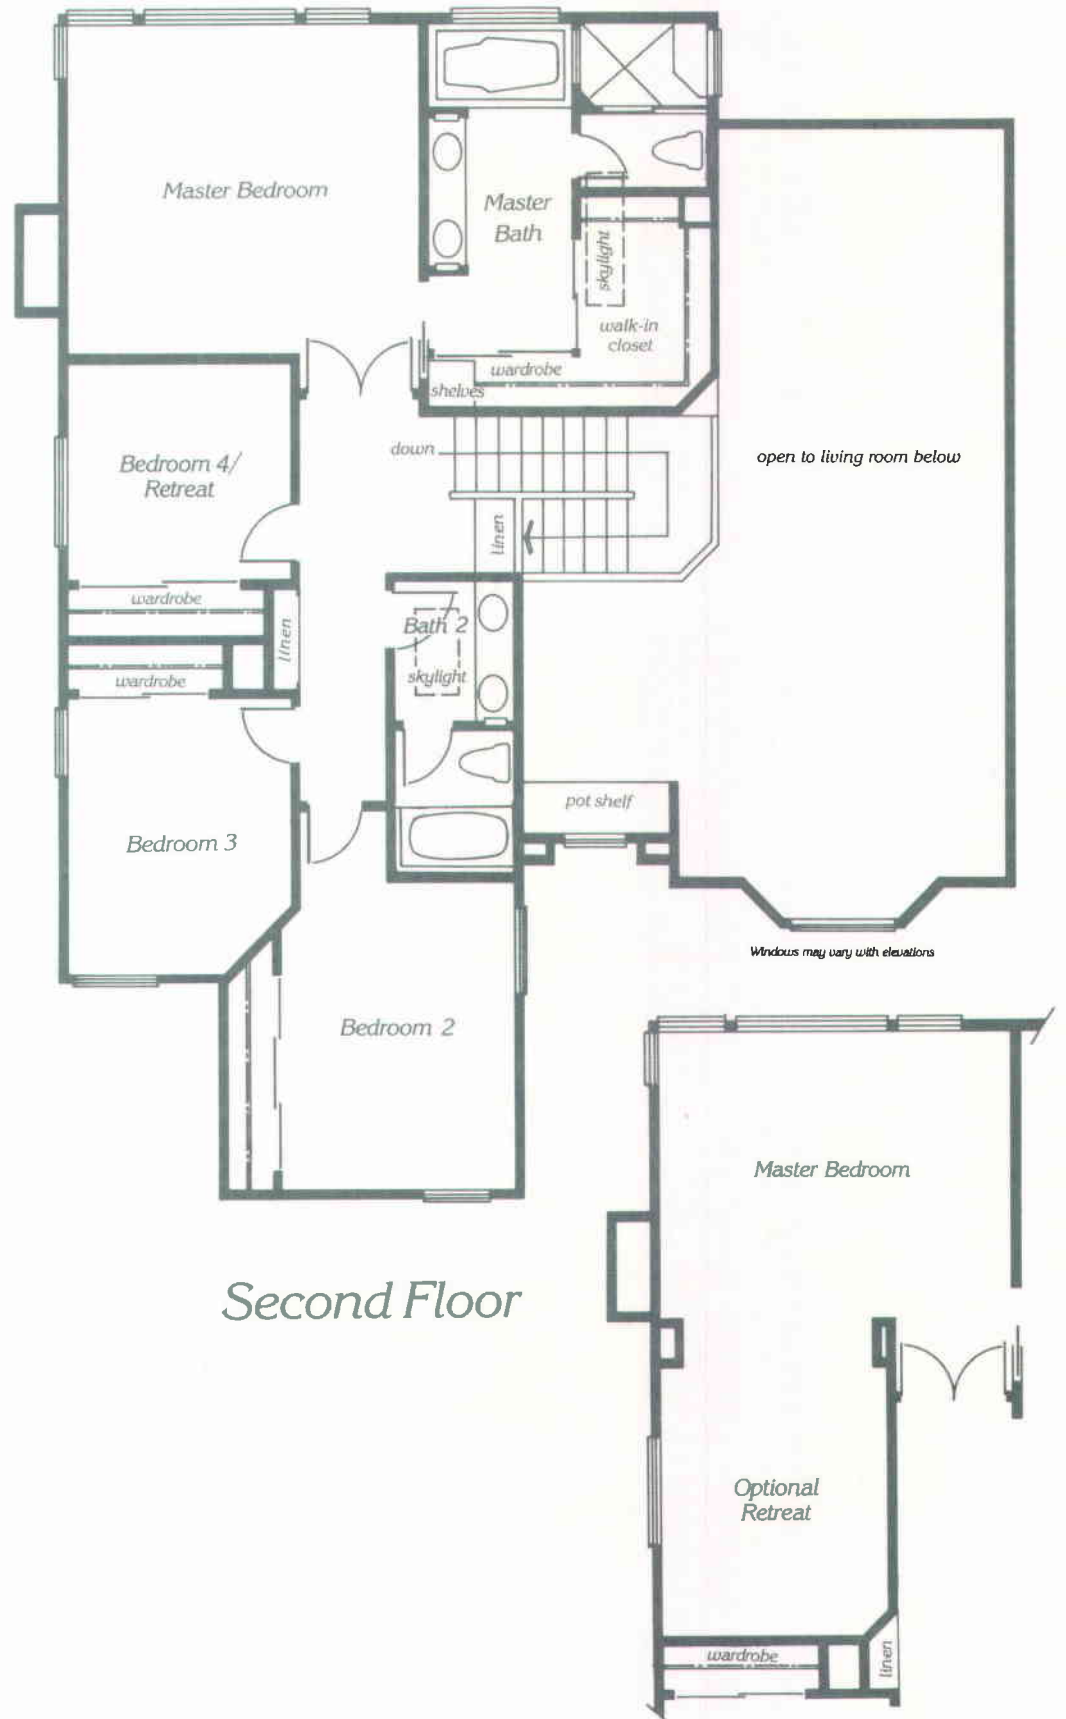 Master Bedroom
Master
Bath
skylight
walk-in
closet
wardrobe
shelves
down
open to living room below
Bedroom 4/
Retreat
linen
wardrobe
linen
Bath 2
skylight
wardrobe
pot shelf
Bedroom 3
Windows may vary with elevations
Bedroom 2
Master Bedroom
Second Floor
Optional
Retreat
wardrobe
linen